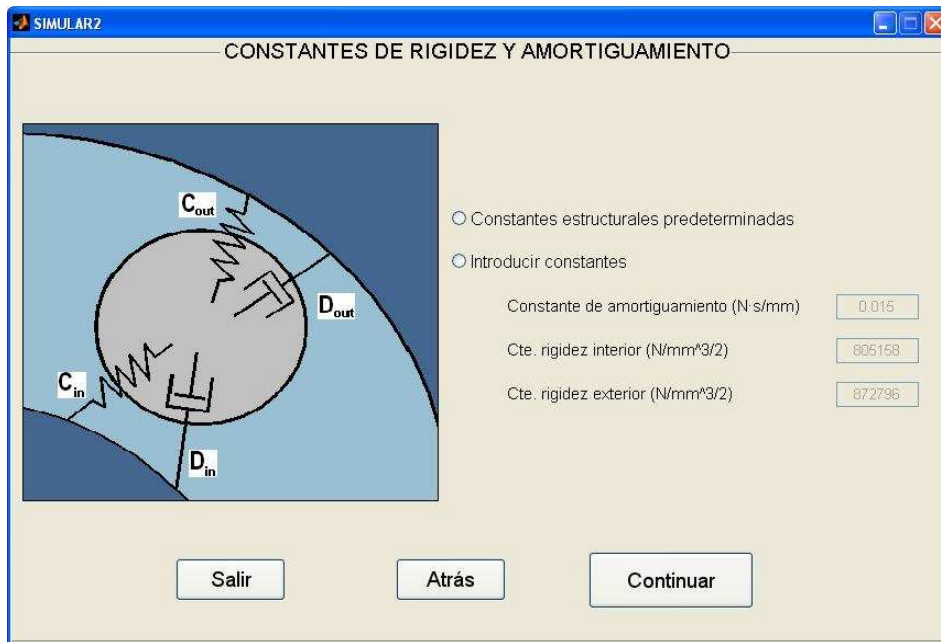 SIMULAR2
CONSTANTES DE RIGIDEZ Y AMORTIGUAMIENTO
C out
D out
C in
D in
Constantes estructurales predeterminadas
Introducir constantes
Constante de amortiguamiento (N·s/mm) 0.015
Cte. rigidez interior (N/mm^3/2) 805158
Cte. rigidez exterior (N/mm^3/2) 872796
Salir Atrás Continuar